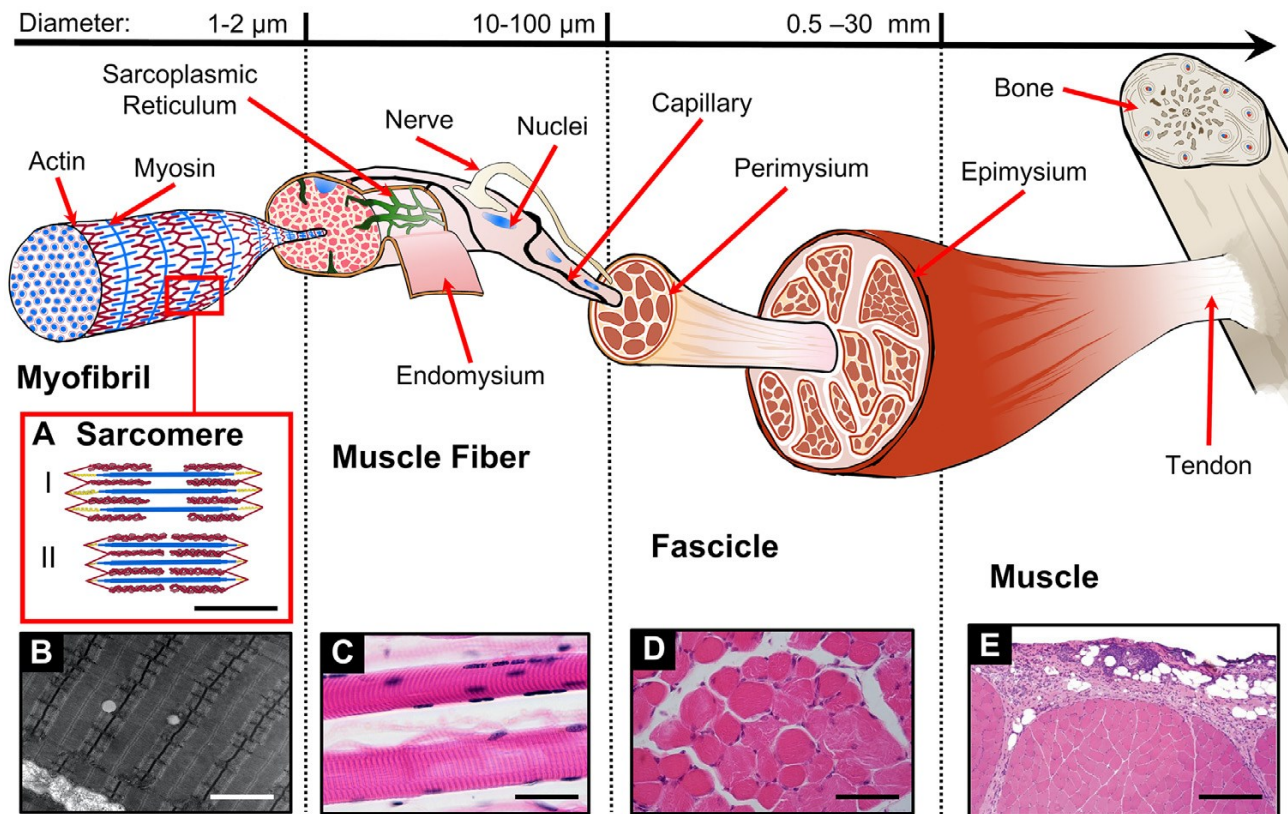 Diameter: 1-2 µm 10-100 µm 0.5 –30 mm
Sarcoplasmic
Reticulum
Nerve
Nuclei
Capillary
Bone
Actin
Myosin
Perimysium
Epimysium
Endomysium
Tendon
Myofibril
Muscle Fiber
Fascicle
Muscle
A Sarcomere
I
II
B
C
D
E